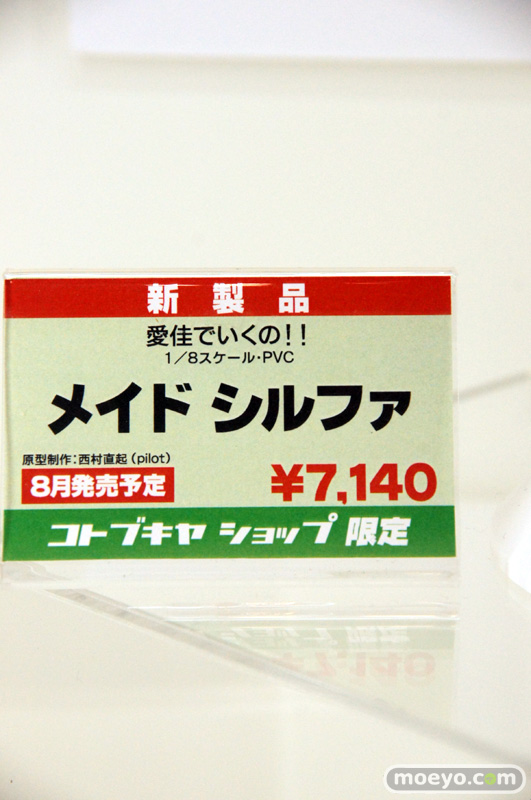 新製品
愛佳でいくの!!
1/8スケール・PVC
メイド シルファ
原型制作:西村直起(pilot)
8月発売予定
¥7,140
コトブキヤ ショップ 限定
¥7,140
moeyo.com